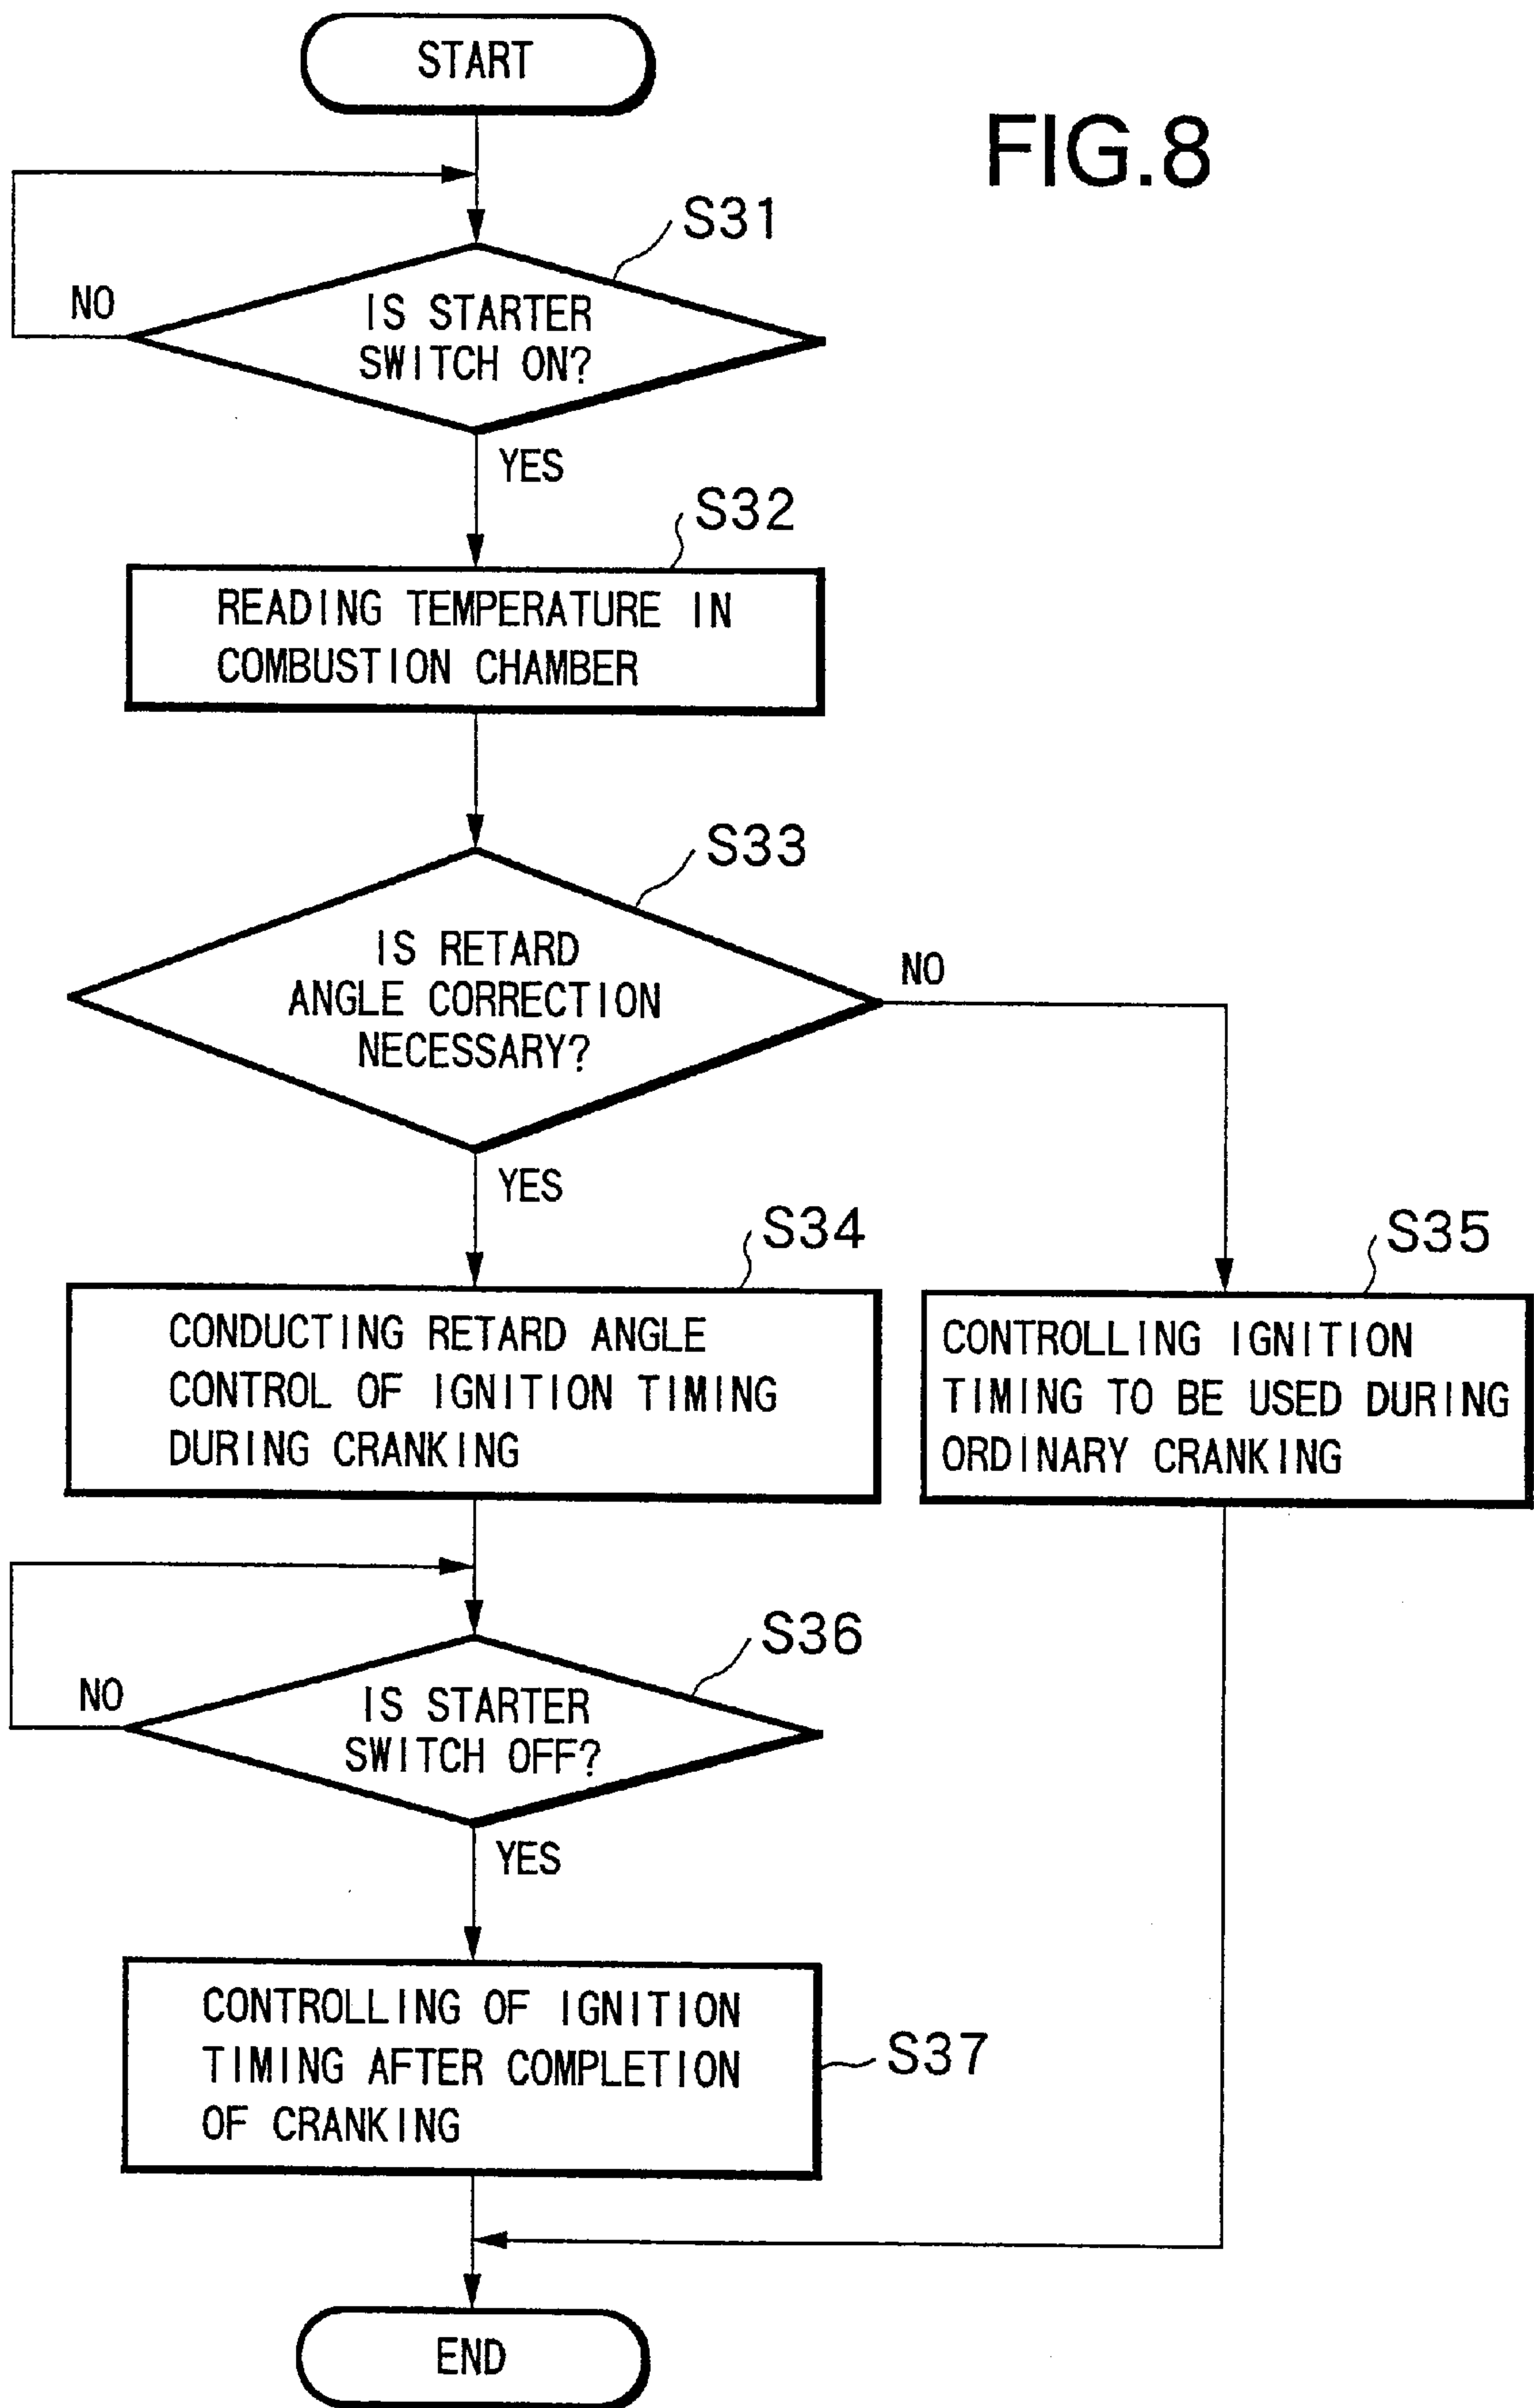 START
FIG.8
S31
NO
IS STARTER
SWITCH ON?
YES
S32
READING TEMPERATURE IN
COMBUSTION CHAMBER
S33
IS RETARD
ANGLE CORRECTION
NECESSARY?
NO
YES
S34
CONDUCTING RETARD ANGLE
CONTROL OF IGNITION TIMING
DURING CRANKING
S35
CONTROLLING IGNITION
TIMING TO BE USED DURING
ORDINARY CRANKING
S36
NO
IS STARTER
SWITCH OFF?
YES
CONTROLLING OF IGNITION
TIMING AFTER COMPLETION
OF CRANKING
S37
END